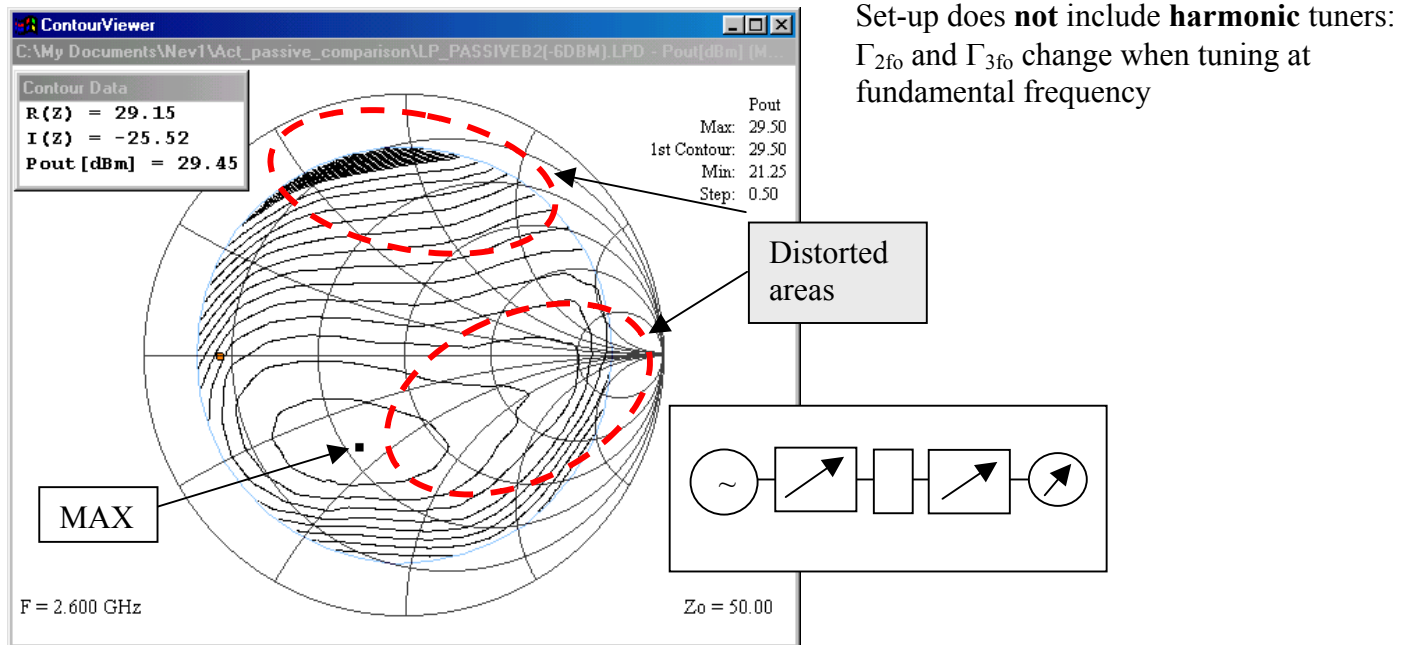 ContourViewer
C:\My Documents\Nev1\Act_passive_comparison\LP_PASSIVEB2(-6DBM).LPD - Pout[dBm] (M...
Contour Data
R(Z) = 29.15
I(Z) = -25.52
Pout[dBm] = 29.45
Pout
Max: 29.50
1st Contour: 29.50
Min: 21.25
Step: 0.50
Set-up does not include harmonic tuners:
Γ2fo and Γ3fo change when tuning at
fundamental frequency
Distorted
areas
MAX
~
F = 2.600 GHz
Zo = 50.00